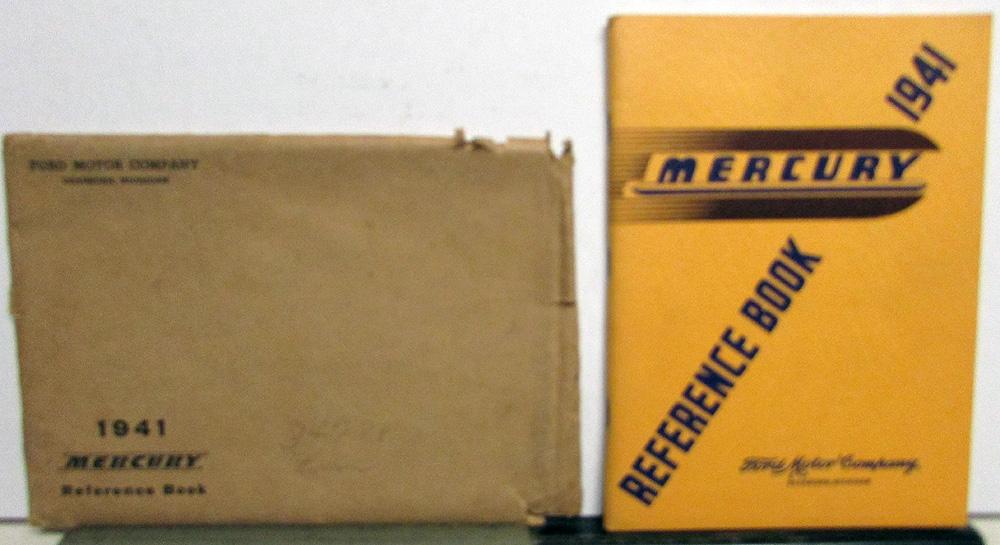 FORD MOTOR COMPANY
1941
MERCURY
Reference Book
1941
MERCURY
REFERENCE BOOK
Ford Motor Company